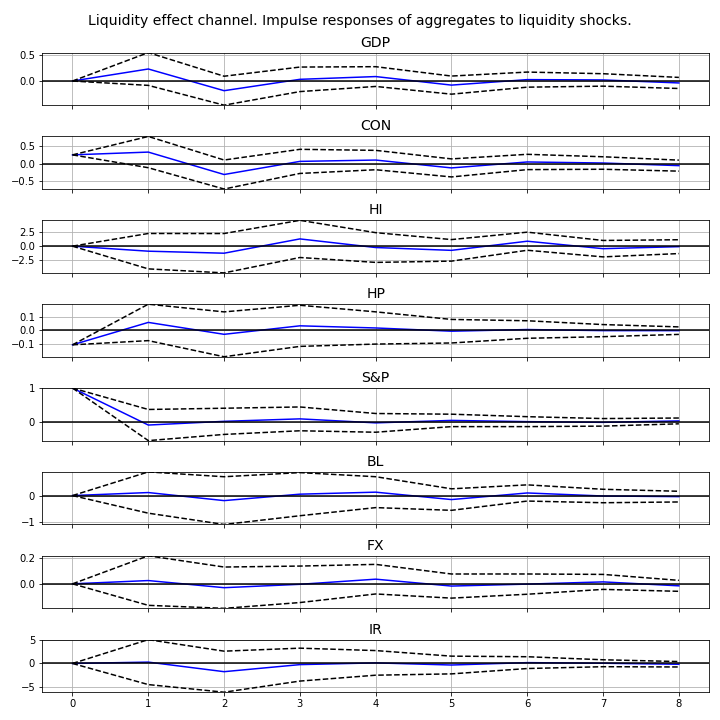 Liquidity effect channel. Impulse responses of aggregates to liquidity shocks.
GDP
0.5
0.0
CON
0.5
0.0
−0.5
HI
2.5
0.0
−2.5
HP
0.1
0.0
−0.1
S&P
1
0
BL
0
−1
FX
0.2
0.0
IR
5
0
−5
0 1 2 3 4 5 6 7 8